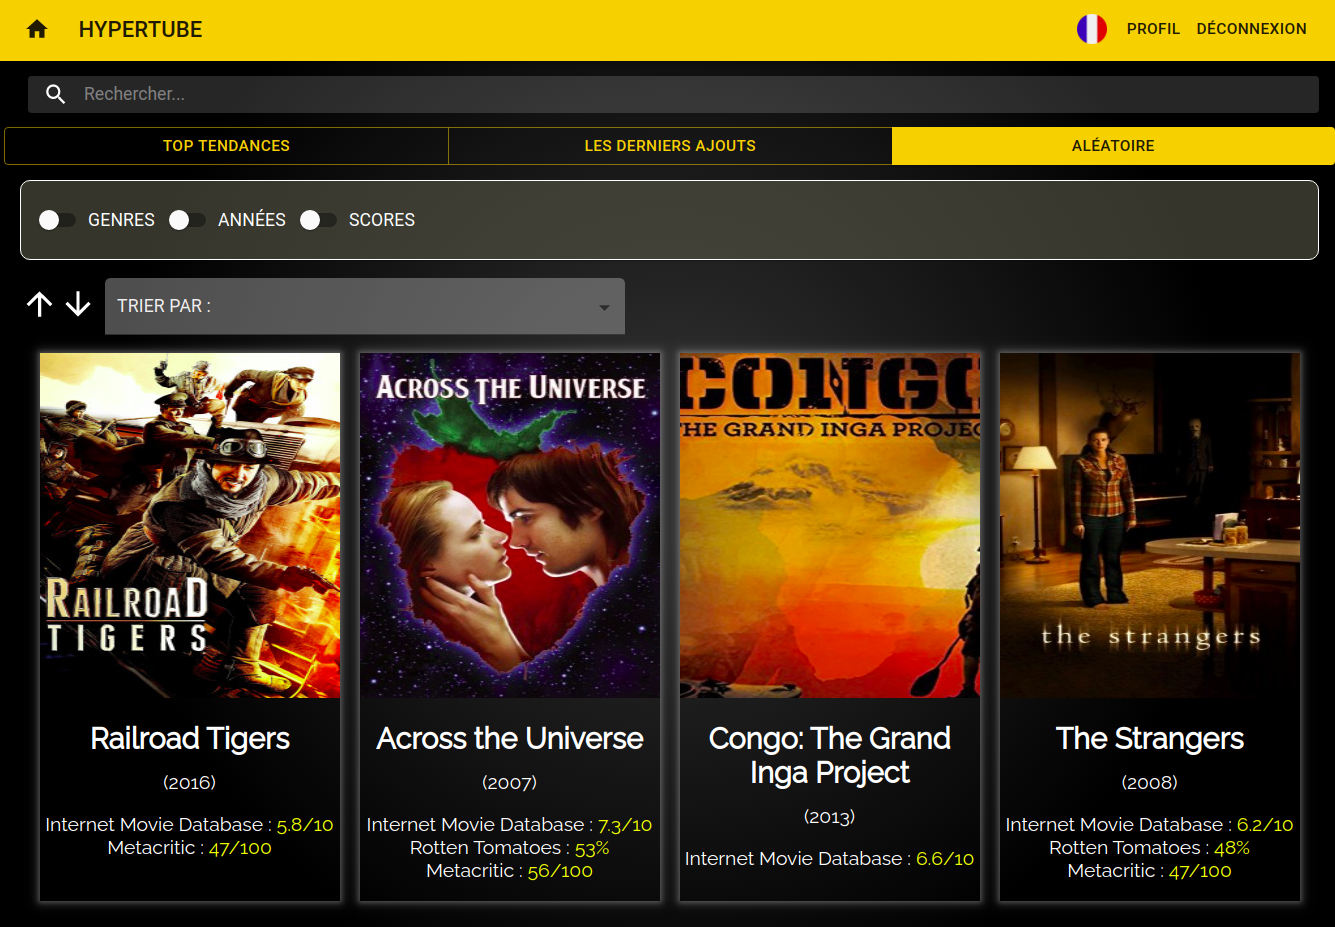 HYPERTUBE
PROFIL
DÉCONNEXION
Rechercher...
TOP TENDANCES
LES DERNIERS AJOUTS
ALÉATOIRE
GENRES
ANNÉES
SCORES
TRIER PAR :
RAILROAD
TIGERS
Railroad Tigers
(2016)
Internet Movie Database : 5.8/10
Metacritic : 47/100
ACROSS THE UNIVERSE
Across the Universe
(2007)
Internet Movie Database : 7.3/10
Rotten Tomatoes : 53%
Metacritic : 56/100
CONGO
THE GRAND INGA PROJEC
Congo: The Grand
Inga Project
(2013)
Internet Movie Database : 6.6/10
the strangers
The Strangers
(2008)
Internet Movie Database : 6.2/10
Rotten Tomatoes : 48%
Metacritic : 47/100